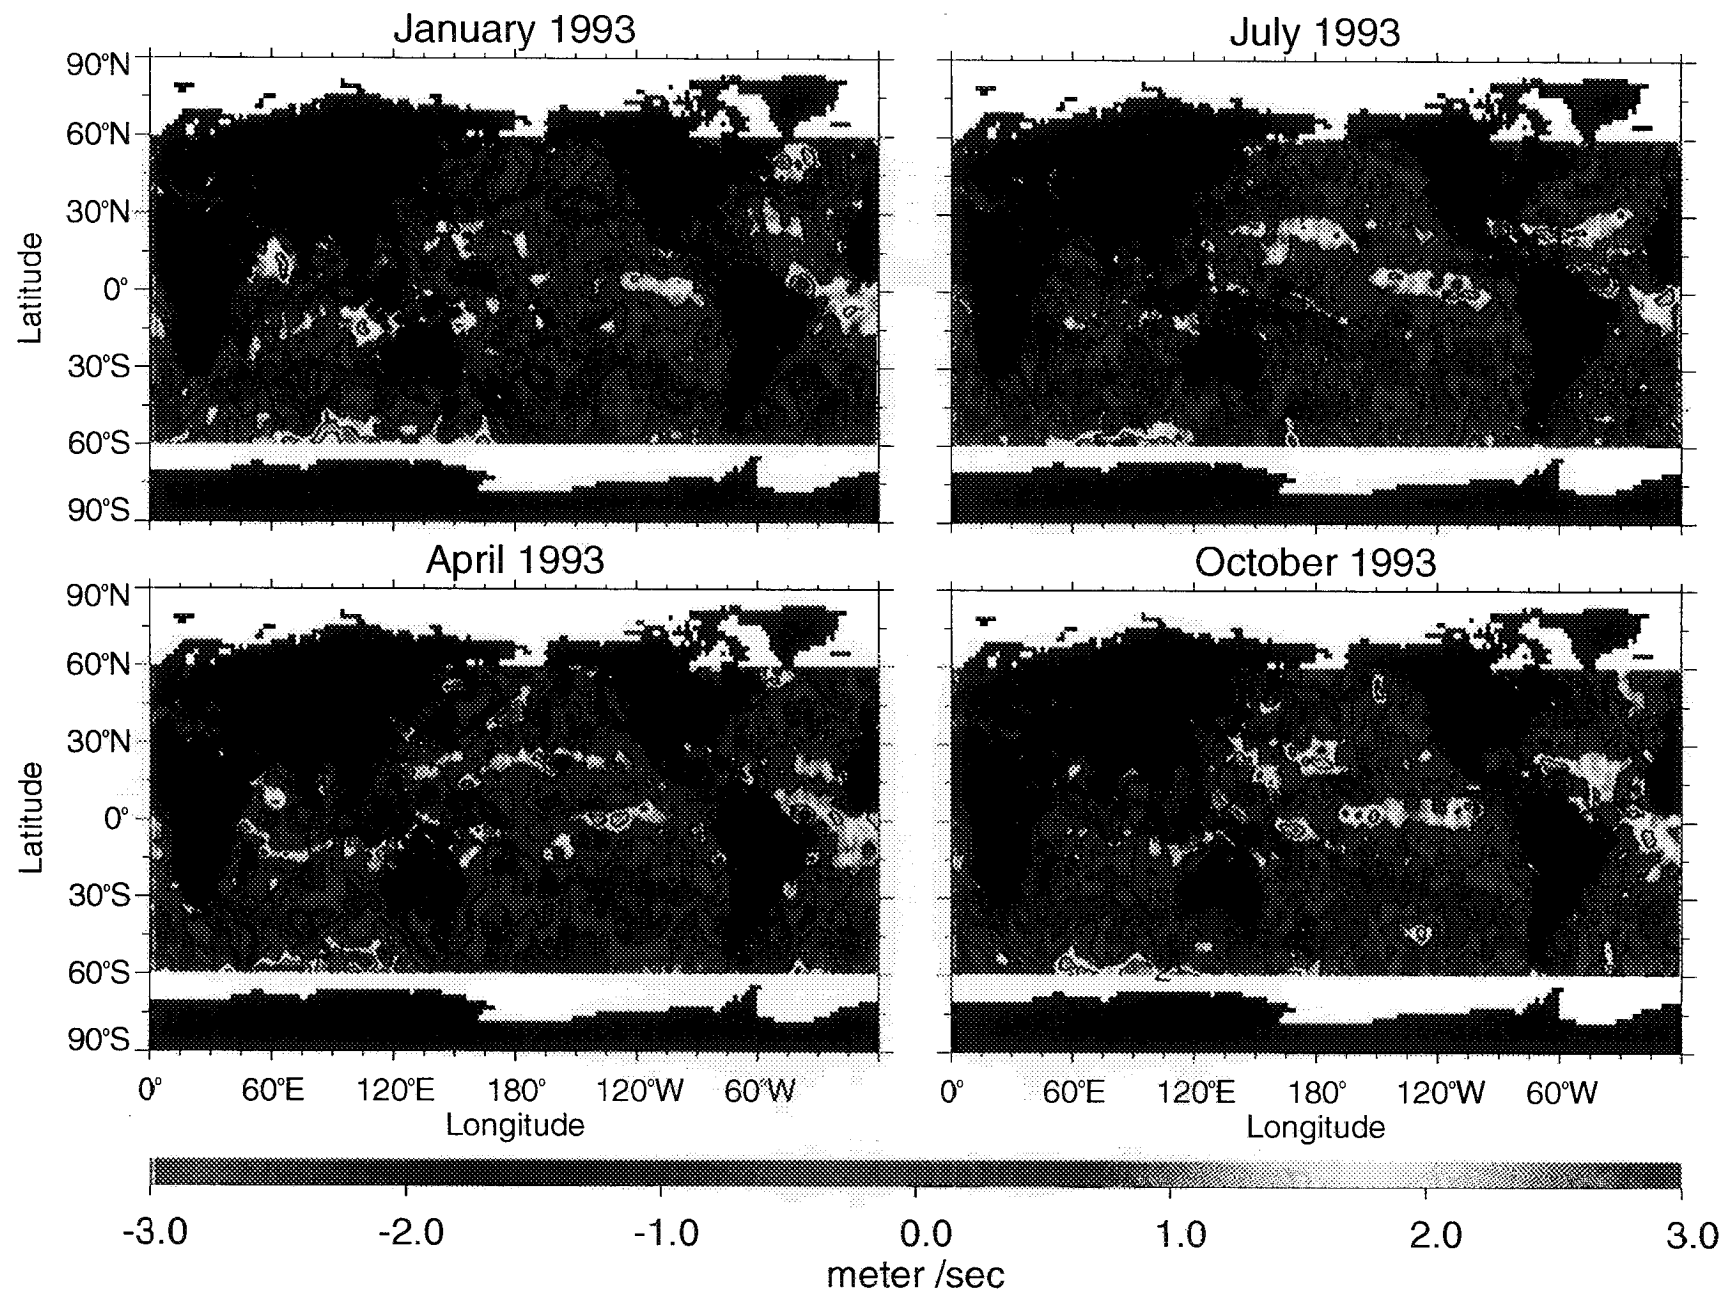 January 1993
July 1993
90°N
60°N
30°N
0°
30°S
60°S
90°S
Latitude
April 1993
October 1993
90°N
60°N
30°N
0°
30°S
60°S
90°S
Latitude
0° 60°E 120°E 180° 120°W 60°W
0° 60°E 120°E 180° 120°W 60°W
Longitude
Longitude
-3.0 -2.0 -1.0 0.0 1.0 2.0 3.0
meter /sec